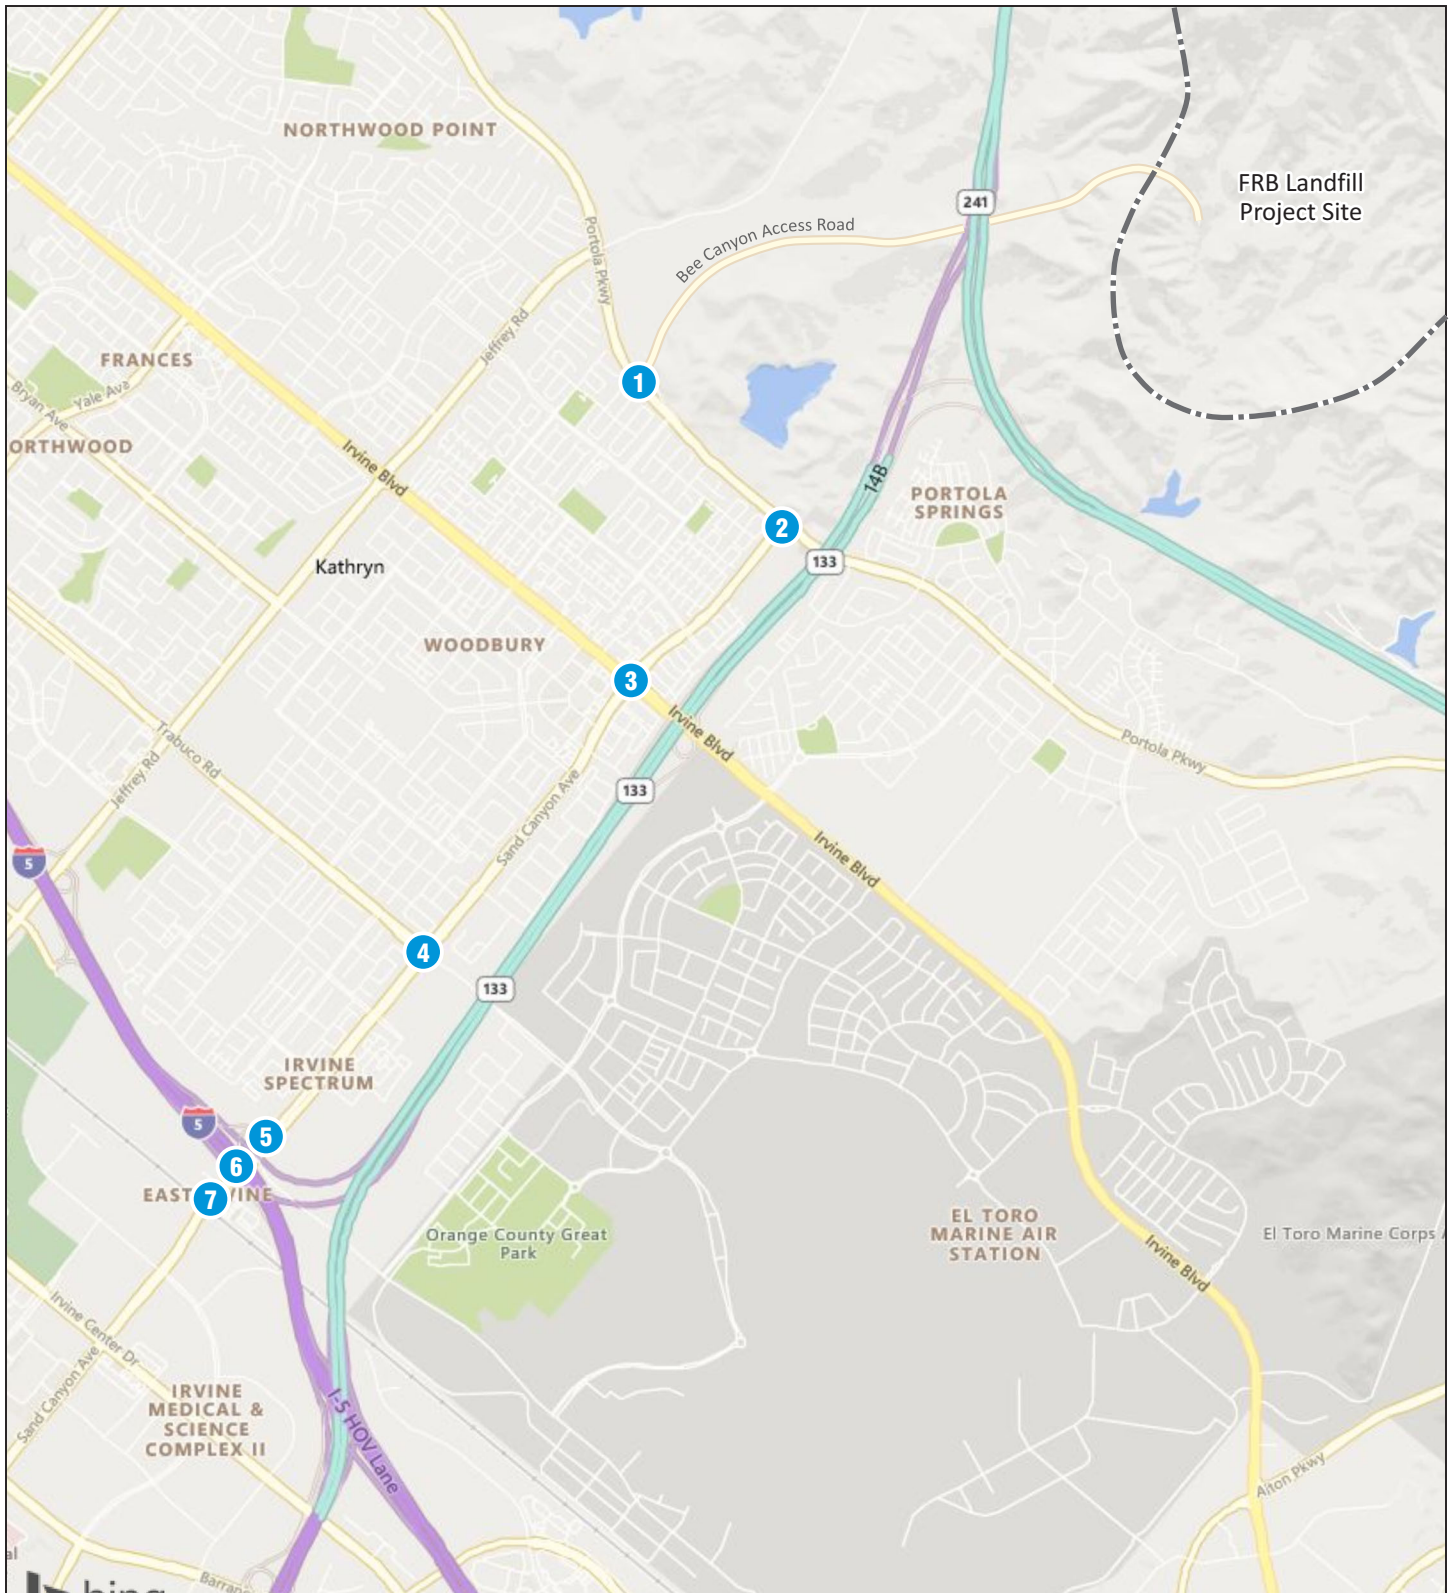 NORTHWOOD POINT
241
FRB Landfill
Project Site
Portola Pkwy
Bee Canyon Access Road
Jeffrey Rd
FRANCES
Yale Ave
Bryan Ave
1
ORTHWOOD
Irvine Blvd
14B
PORTOLA
SPRINGS
2
133
Kathryn
WOODBURY
3
Irvine Blvd
Portola Pkwy
Trabuco Rd
Jeffrey Rd
133
Sand Canyon Ave
Irvine Blvd
5
4
133
IRVINE
SPECTRUM
5
5
6
7
EAST VINE
Orange County Great
Park
EL TORO
MARINE AIR
STATION
El Toro Marine Corps
Irvine Blvd
Irvine Center Dr
Sand Canyon Ave
IRVINE
MEDICAL &
SCIENCE
COMPLEX II
I-5 HOV Lane
Alton Pkwy
al
bing
Barran